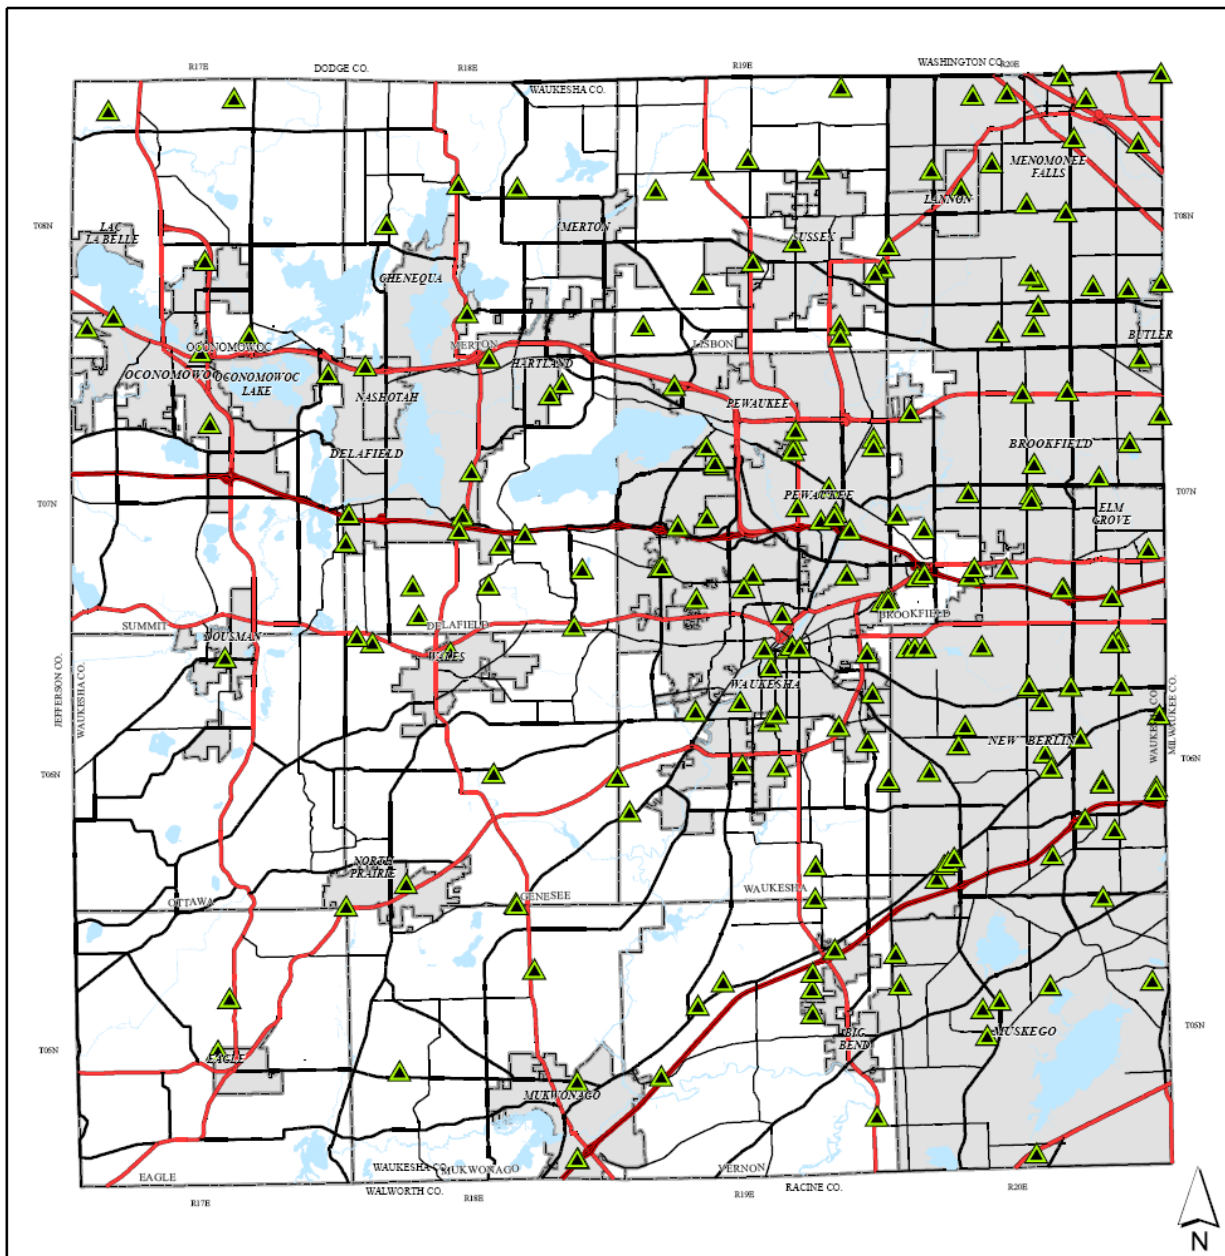 R17E
DODGE CO.
R18E
R19E
WASHINGTON CO.
R20E
WAUKESHA CO.
MENOMONEE
FALLS
LANNON
T08N
LAC
LA BELLE
MERTON
SUSSEX
T08N
CHENEQUA
BUTLER
OCONOMOWOC
MERTON
LISBON
HARTLAND
OCONOMOWOC
OCONOMOWOC
LAKE
NASHOTAH
PEWAUKEE
BROOKFIELD
DELAFIELD
T07N
PEWAUKEE
T07N
ELM
GROVE
SUMMIT
DELAFIELD
BROOKFIELD
DOUSMAN
WALES
JEFFERSON CO.
WAUKESHA CO.
WAUKESHA
WAUKESHA CO.
MILWAUKEE CO.
NEW BERLIN
T06N
T06N
NORTH
PRAIRIE
OTTAWA
GENESEE
WAUKESHA
T05N
T05N
EAGLE
BIG
BEND
MUSKEGO
MUKWONAGO
EAGLE
WAUKESHA CO.
MUKWONAGO
VERNON
WALWORTH CO.
RACINE CO.
R17E
R18E
R19E
R20E
N